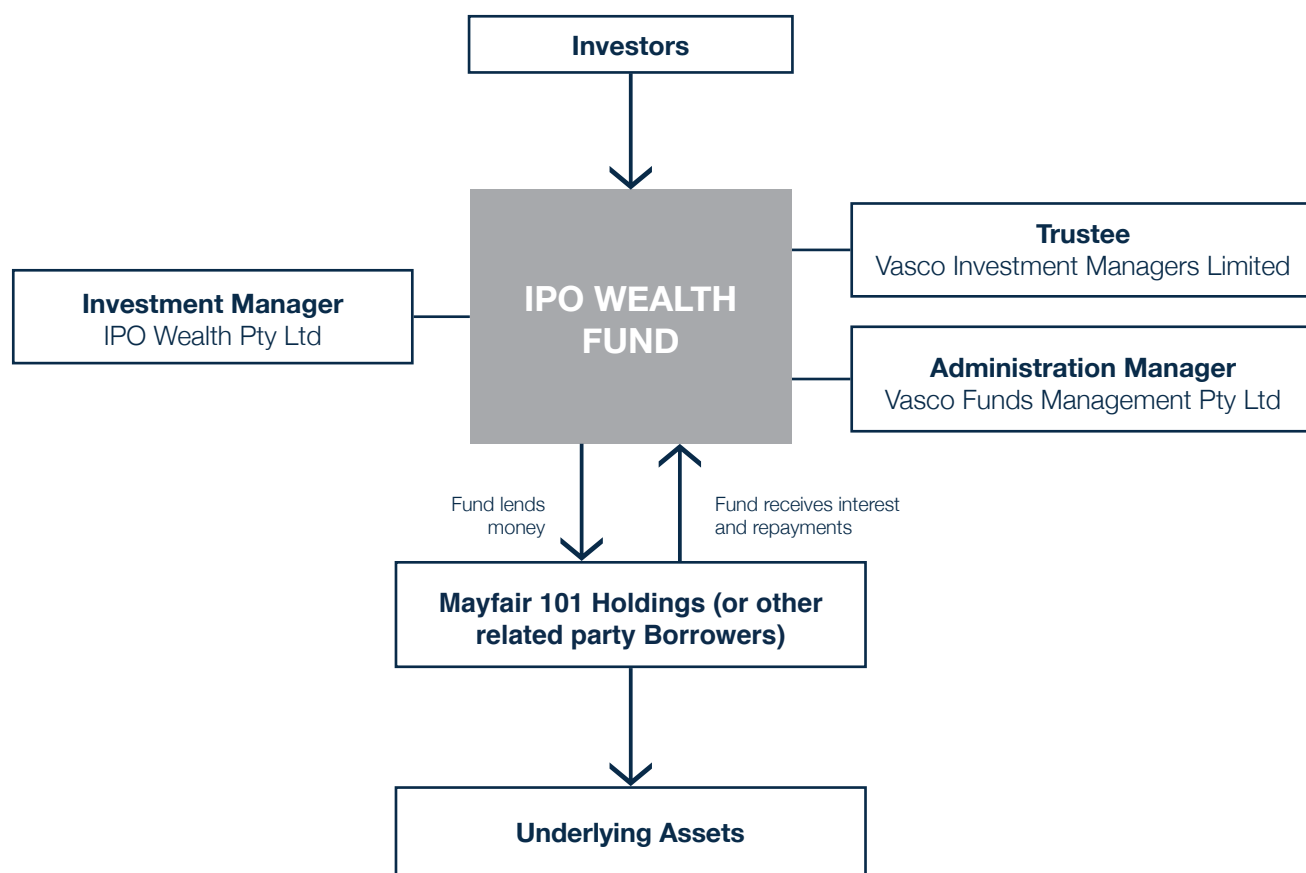 Investors
Trustee
Vasco Investment Managers Limited
Investment Manager
IPO Wealth Pty Ltd
IPO WEALTH
FUND
Administration Manager
Vasco Funds Management Pty Ltd
Fund lends
money
Fund receives interest
and repayments
Mayfair 101 Holdings (or other
related party Borrowers)
Underlying Assets